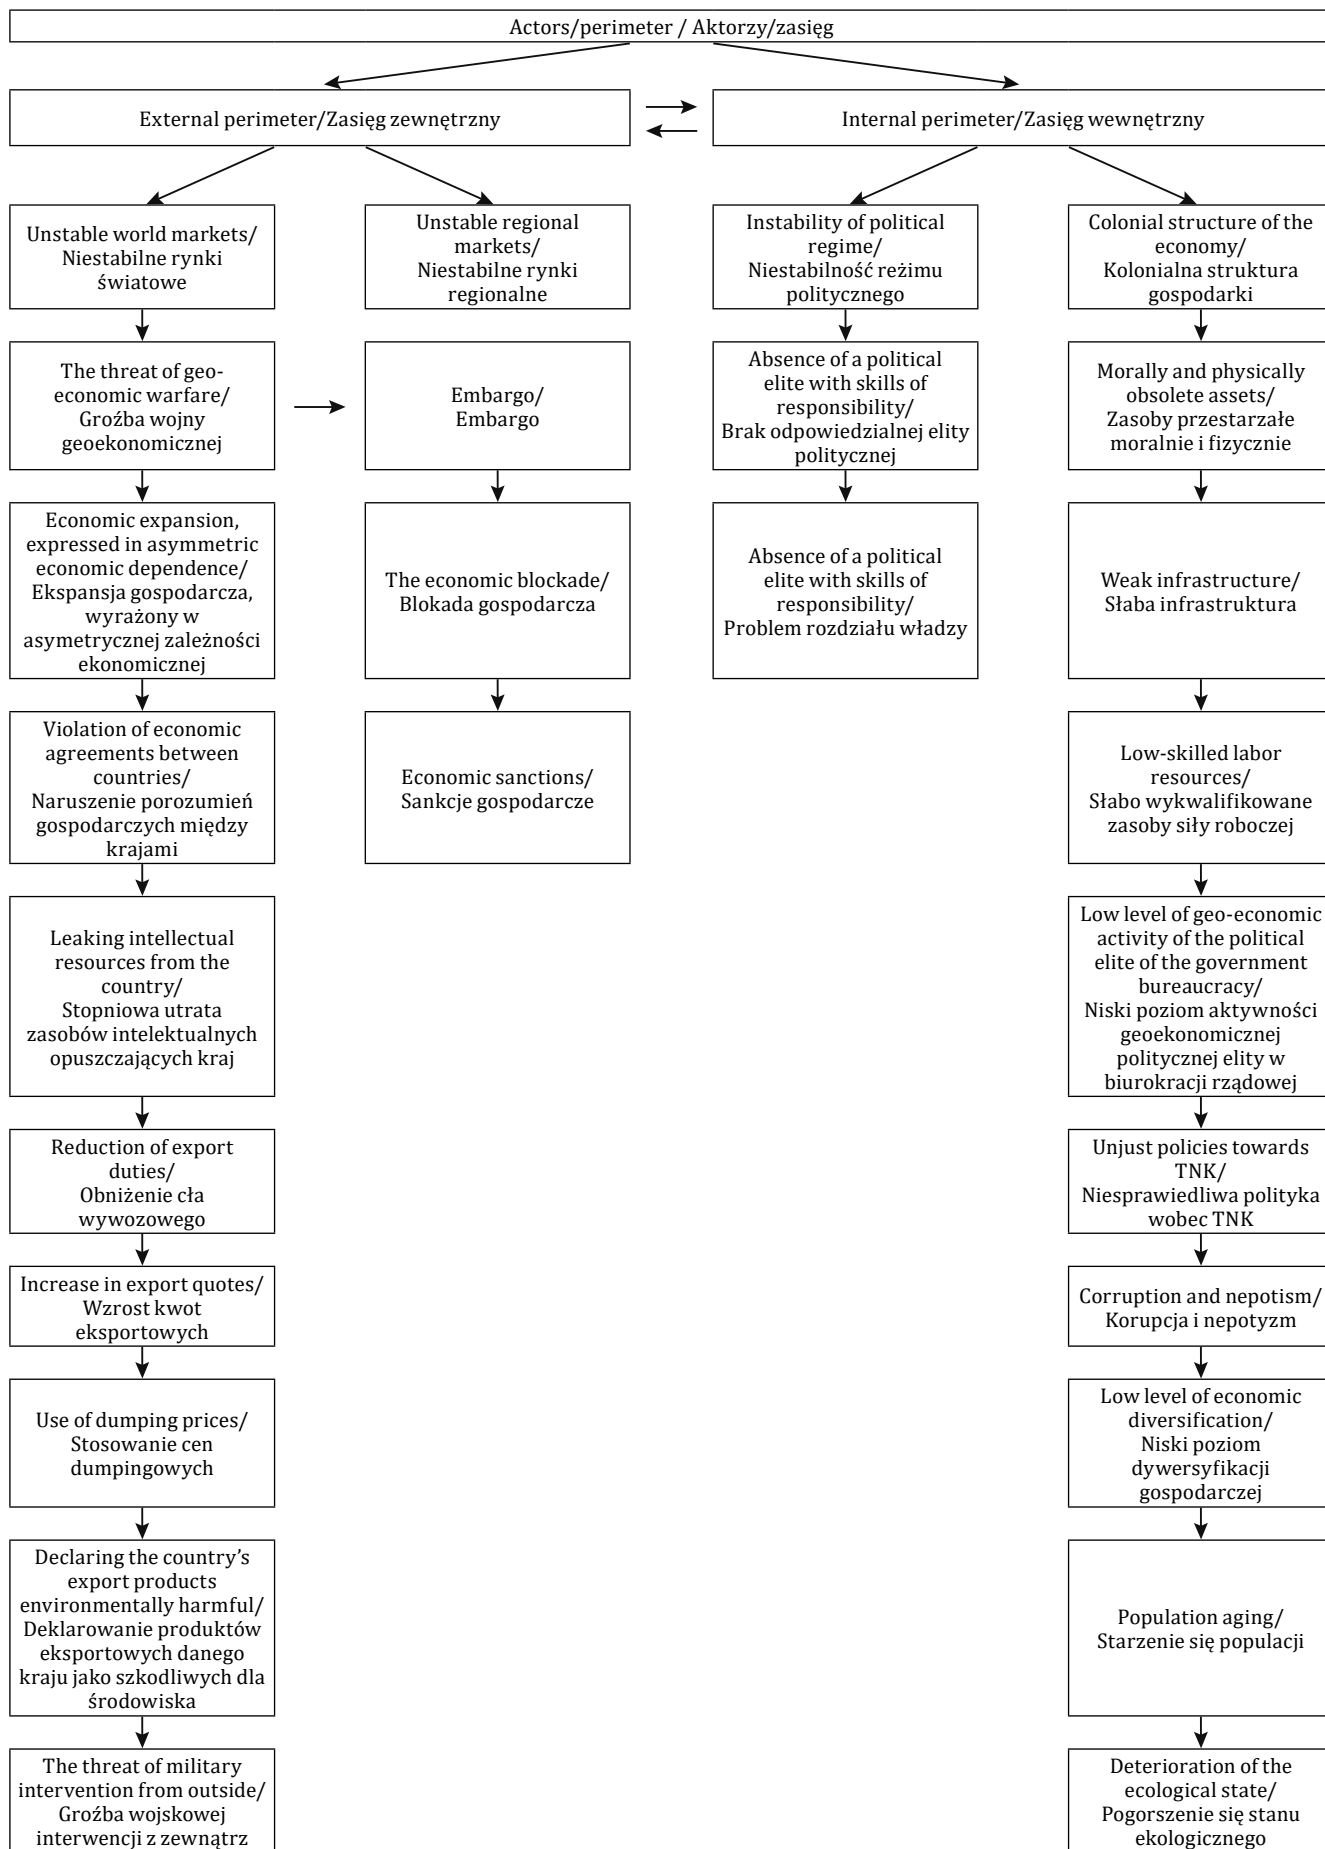 Actors/perimeter / Aktorzy/zasięg
External perimeter/Zasięg zewnętrzny
Internal perimeter/Zasięg wewnętrzny
Unstable world markets/
Niestabilne rynki
światowe
Unstable regional
markets/
Niestabilne rynki
regionalne
Instability of political
regime/
Niestabilność reżimu
politycznego
Colonial structure of the
economy/
Kolonialna struktura
gospodarki
The threat of geo-
economic warfare/
Groźba wojny
geoekonomicznej
Embargo/
Embargo
Absence of a political
elite with skills of
responsibility/
Brak odpowiedzialnej elity
politycznej
Morally and physically
obsolete assets/
Zasoby przestarzałe
moralnie i fizycznie
Economic expansion,
expressed in asymmetric
economic dependence/
Ekspansja gospodarcza,
wyrażony w
asymetrycznej zależności
ekonomicznej
The economic blockade/
Blokada gospodarcza
Absence of a political
elite with skills of
responsibility/
Problem rozdziału władzy
Weak infrastructure/
Słaba infrastruktura
Violation of economic
agreements between
countries/
Naruszenie porozumień
gospodarczych między
krajami
Economic sanctions/
Sankcje gospodarcze
Low-skilled labor
resources/
Słabo wykwalifikowane
zasoby siły roboczej
Leaking intellectual
resources from the
country/
Stopniowa utrata
zasobów intelektualnych
opuszczających kraj
Low level of geo-economic
activity of the political
elite of the government
bureaucracy/
Niski poziom aktywności
geoekonomicznej
politycznej elity w
biurokracji rządowej
Reduction of export
duties/
Obniżenie cła
wywozowego
Unjust policies towards
TNK/
Niesprawiedliwa polityka
wobec TNK
Increase in export quotes/
Wzrost kwot
eksportowych
Corruption and nepotism/
Korupcja i nepotyzm
Use of dumping prices/
Stosowanie cen
dumpingowych
Low level of economic
diversification/
Niski poziom
dywersyfikacji
gospodarczej
Declaring the country’s
export products
environmentally harmful/
Deklarowanie produktów
eksportowych danego
kraju jako szkodliwych dla
środowiska
Population aging/
Starzenie się populacji
The threat of military
intervention from outside/
Groźba wojskowej
interwencji z zewnątrz
Deterioration of the
ecological state/
Pogorszenie się stanu
ekologicznego